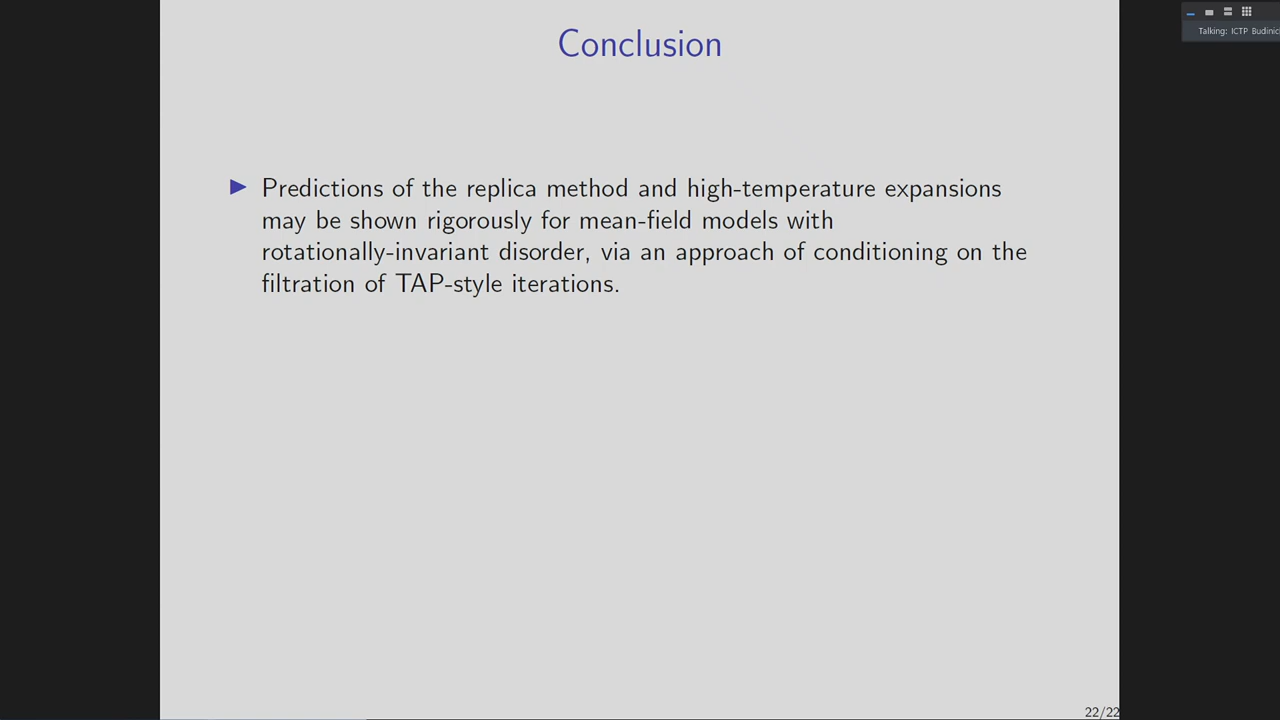 Conclusion
Talking: ICTP Budinic
▶ Predictions of the replica method and high-temperature expansions
may be shown rigorously for mean-field models with
rotationally-invariant disorder, via an approach of conditioning on the
filtration of TAP-style iterations.
22/22